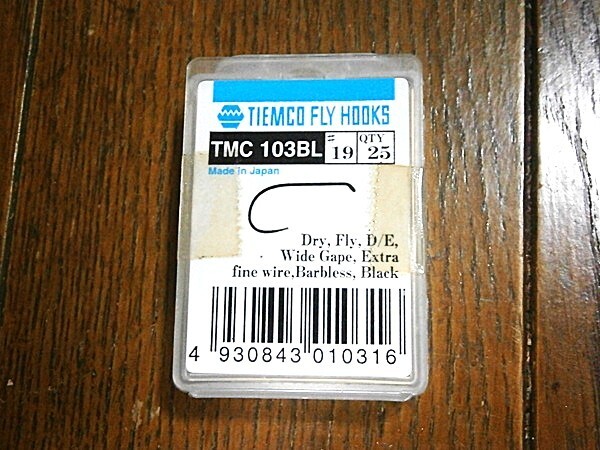 TIEMCO FLY HOOKS
TMC 103BL # 19 QTY 25
Made in Japan
Dry, Fly, D/E,
Wide Gape, Extra
fine wire,Barbless, Black
4 930843 010316